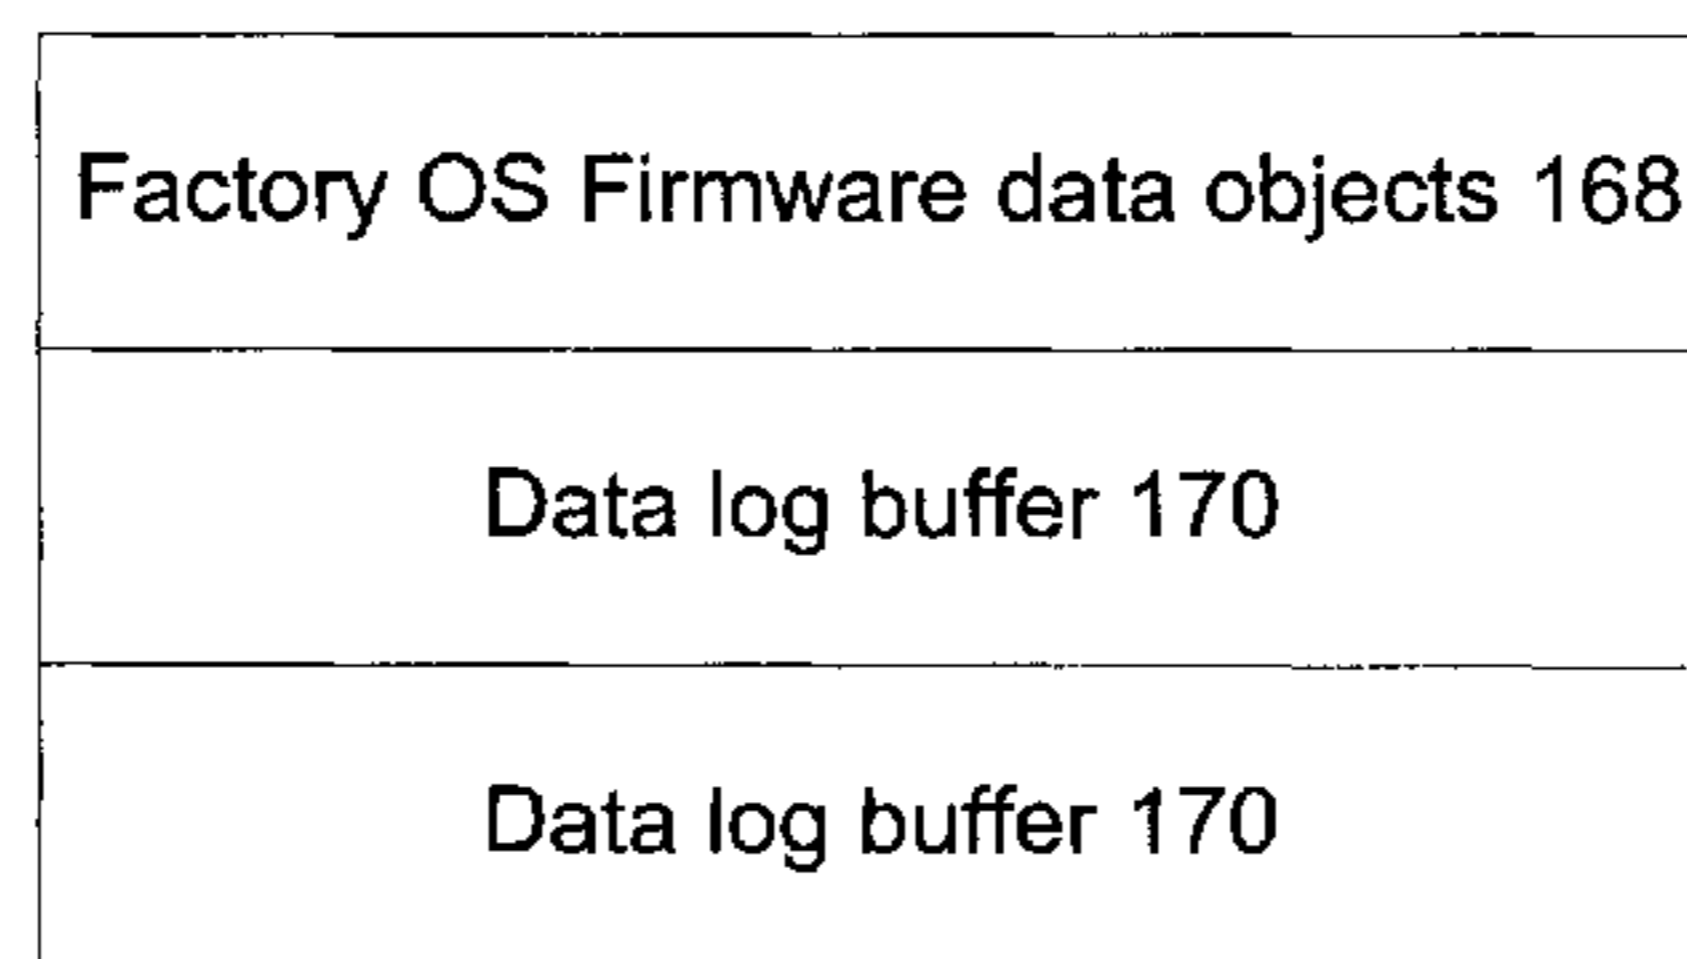 Factory OS Firmware data objects 168
Data log buffer 170
Data log buffer 170